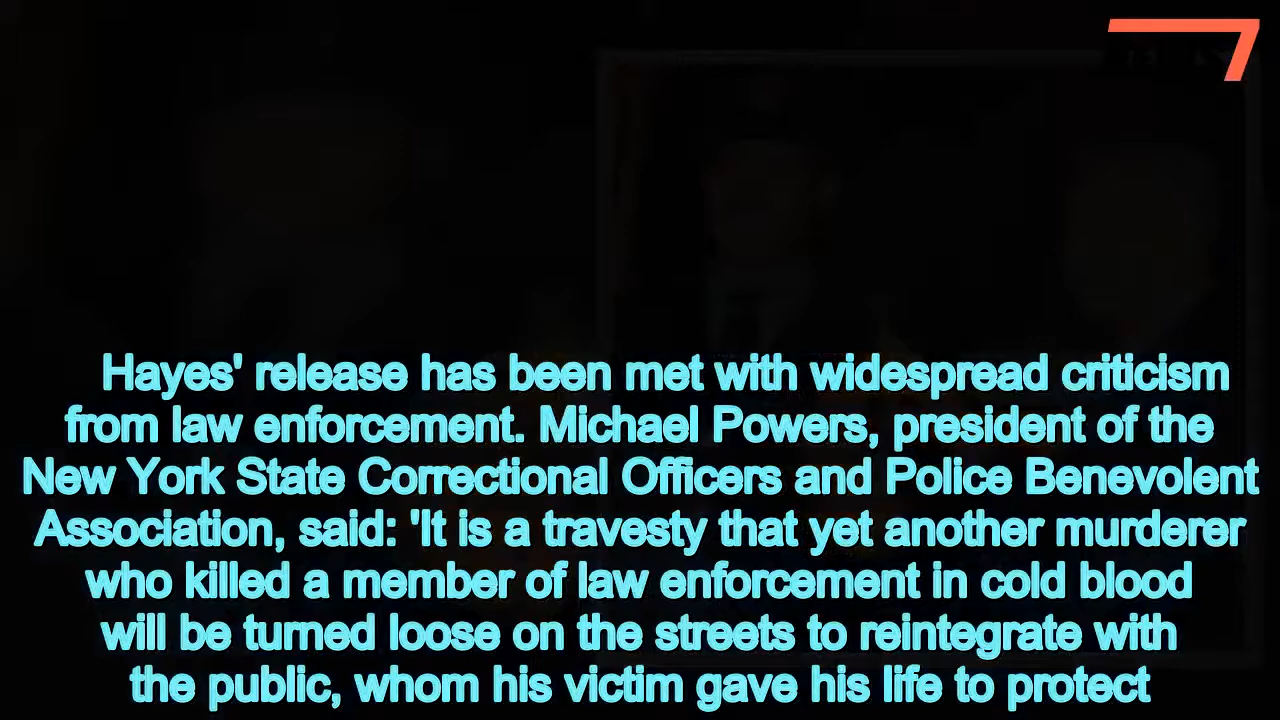 Hayes' release has been met with widespread criticism
from law enforcement. Michael Powers, president of the
New York State Correctional Officers and Police Benevolent
Association, said: 'It is a travesty that yet another murderer
who killed a member of law enforcement in cold blood
will be turned loose on the streets to reintegrate with
the public, whom his victim gave his life to protect